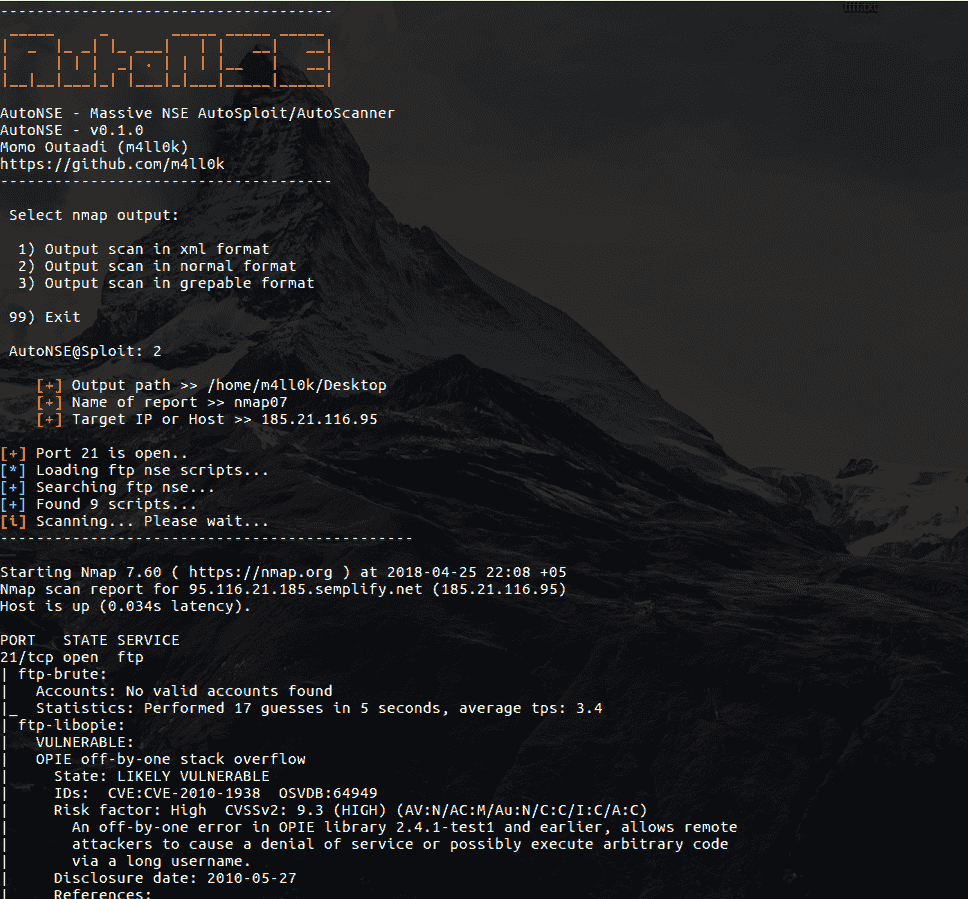 ------------------------------------
AutoNSE
AutoNSE - Massive NSE AutoSploit/AutoScanner
AutoNSE - v0.1.0
Momo Outaadi (m4ll0k)
https://github.com/m4ll0k
------------------------------------
Select nmap output:
1) Output scan in xml format
2) Output scan in normal format
3) Output scan in grepable format
99) Exit
AutoNSE@Sploit: 2
[+] Output path >> /home/m4ll0k/Desktop
[+] Name of report >> nmap07
[+] Target IP or Host >> 185.21.116.95
[+] Port 21 is open..
[*] Loading ftp nse scripts...
[+] Searching ftp nse...
[+] Found 9 scripts...
[i] Scanning... Please wait...
----------------------------------------------
Starting Nmap 7.60 ( https://nmap.org ) at 2018-04-25 22:08 +05
Nmap scan report for 95.116.21.185.semplify.net (185.21.116.95)
Host is up (0.034s latency).
PORT   STATE SERVICE
21/tcp open  ftp
| ftp-brute:
|   Accounts: No valid accounts found
|_  Statistics: Performed 17 guesses in 5 seconds, average tps: 3.4
| ftp-libopie:
|   VULNERABLE:
|   OPIE off-by-one stack overflow
|     State: LIKELY VULNERABLE
|     IDs:  CVE:CVE-2010-1938  OSVDB:64949
|     Risk factor: High  CVSSv2: 9.3 (HIGH) (AV:N/AC:M/Au:N/C:C/I:C/A:C)
|       An off-by-one error in OPIE library 2.4.1-test1 and earlier, allows remote
|       attackers to cause a denial of service or possibly execute arbitrary code
|       via a long username.
|     Disclosure date: 2010-05-27
|     References: